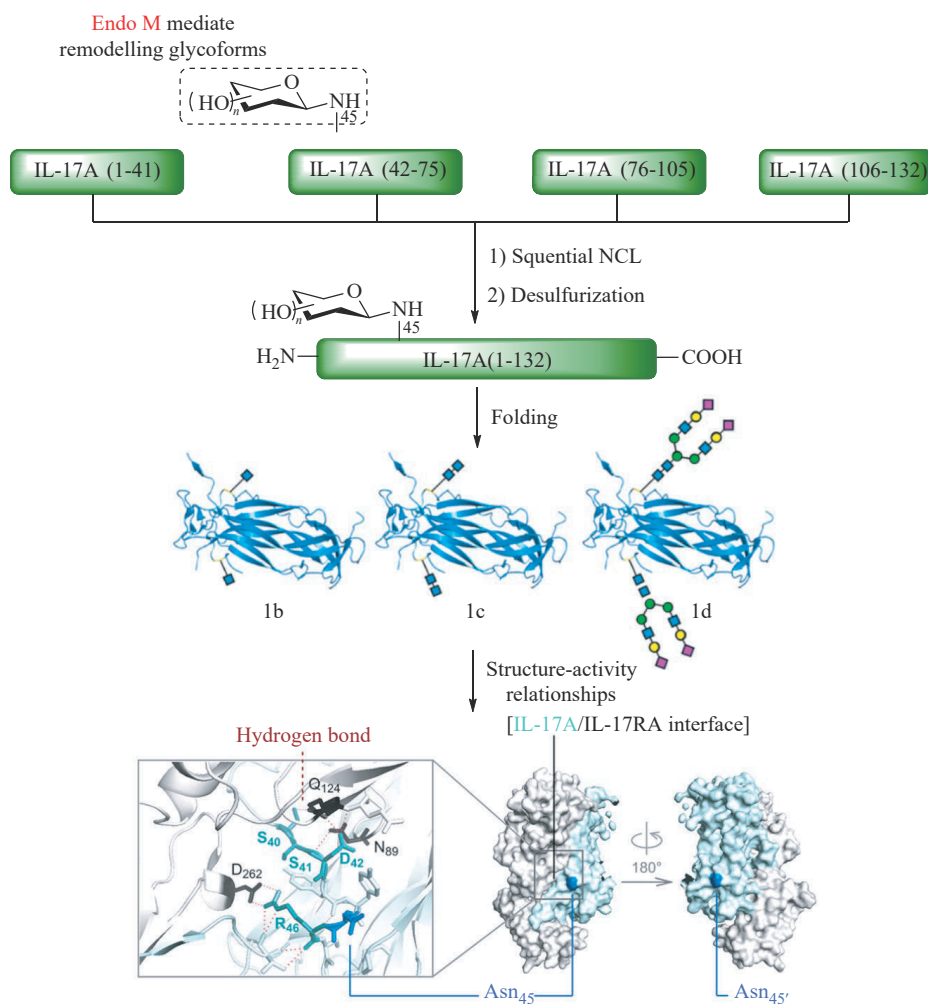 Endo M mediate
remodelling glycoforms
(HO)n O NH
45
IL-17A (1-41)
IL-17A (42-75)
IL-17A (76-105)
IL-17A (106-132)
1) Squential NCL
2) Desulfurization
(HO)n O NH
45
H2N
IL-17A(1-132)
COOH
Folding
1b
1c
1d
Structure-activity
relationships
[IL-17A/IL-17RA interface]
Hydrogen bond
Q124
S40
N89
S41
D42
D262
R46
180°
Asn45
Asn45'